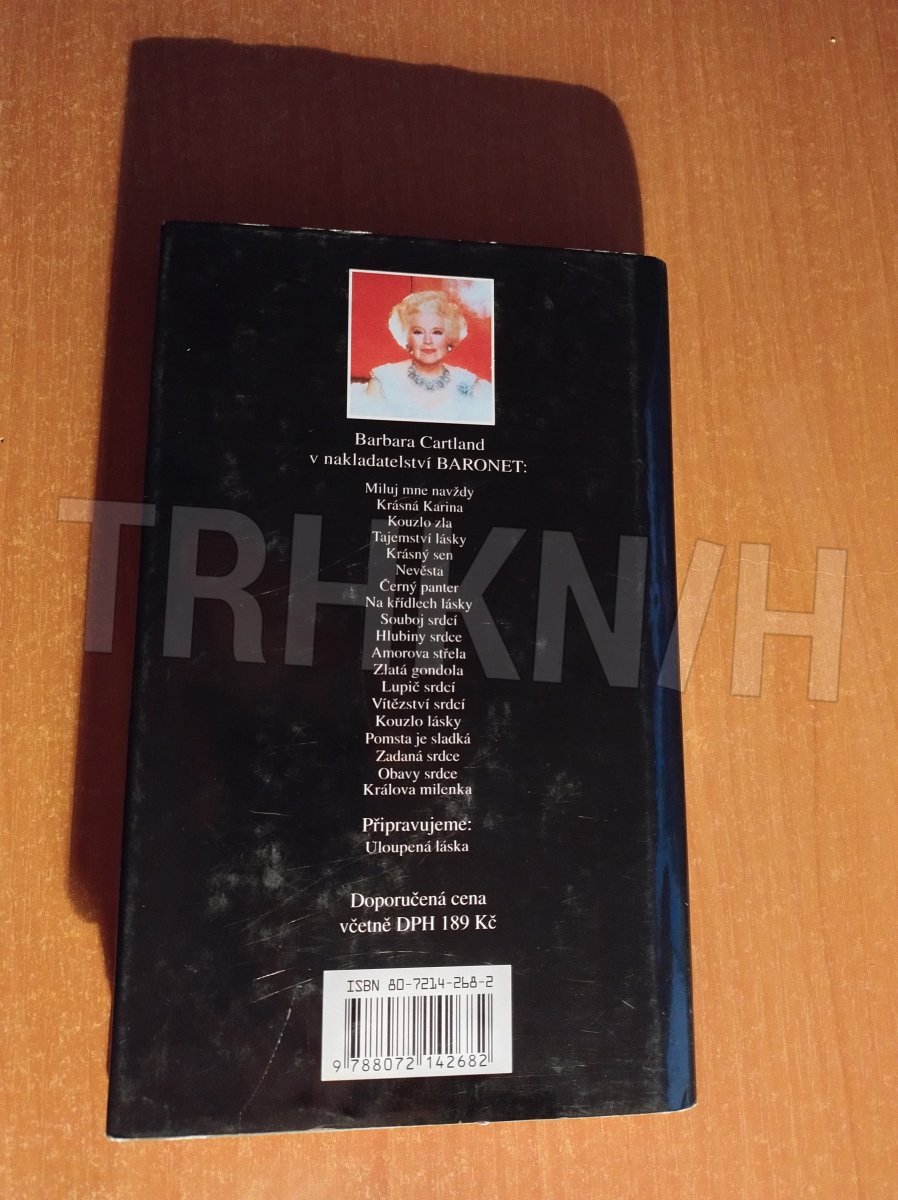 Barbara Cartland
v nakladatelství BARONET:
Miluj mne navždy
Krásná Karina
Kouzlo zla
Tajemství lásky
Krásný sen
Nevěsta
Černý panter
Na křídlech lásky
Souboj srdcí
Hlubiny srdce
Amorova střela
Zlatá gondola
Lupič srdcí
Vítězství srdcí
Kouzlo lásky
Pomsta je sladká
Zadaná srdce
Obavy srdce
Králova milenka
Připravujeme:
Uloupená láska
Doporučená cena
včetně DPH 189 Kč
ISBN 80-7214-268-2
9 788072 142682
TRHKNIH